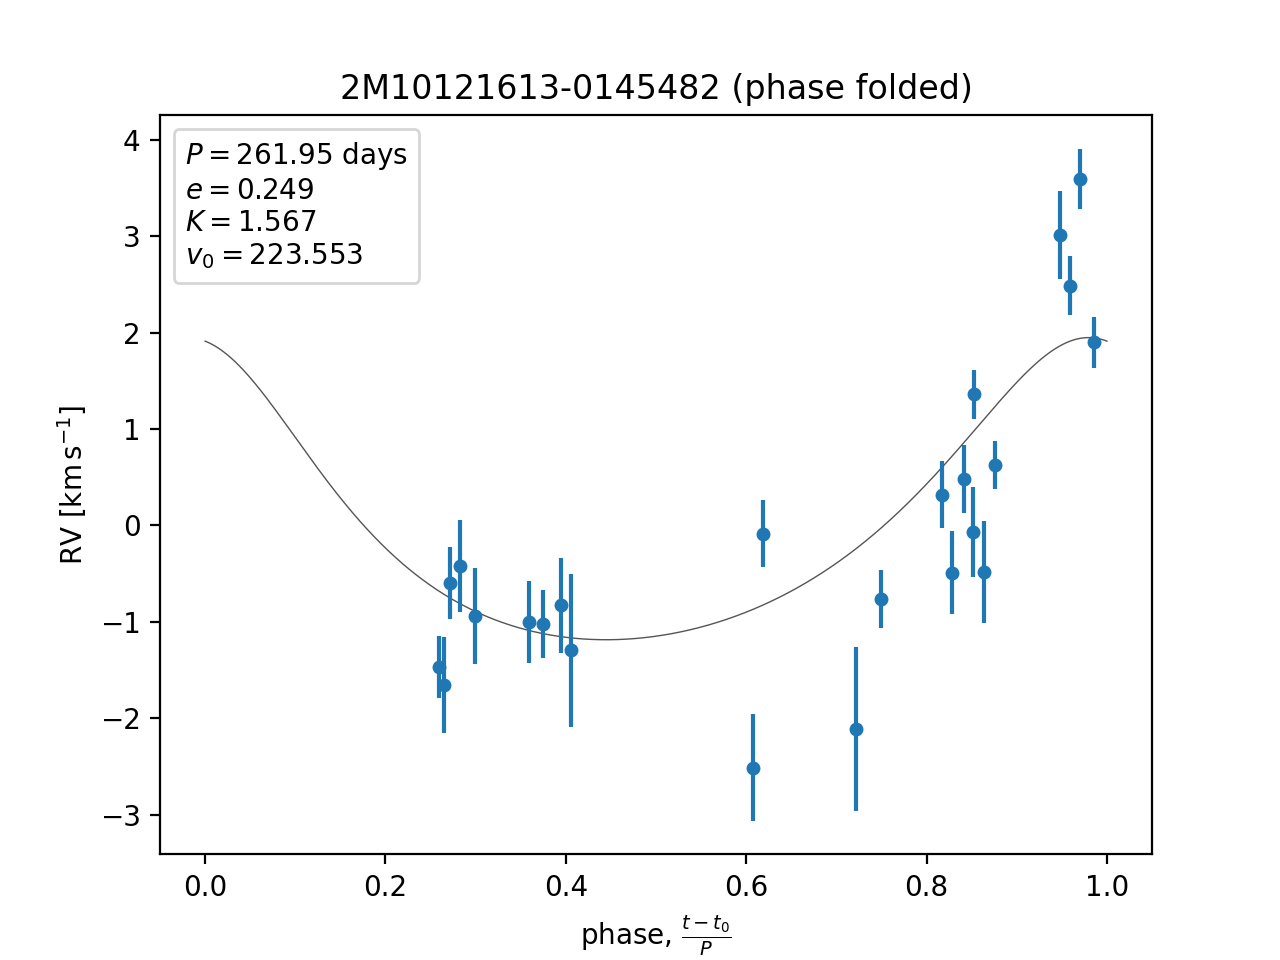 2M10121613-0145482 (phase folded)
P = 261.95 days
e = 0.249
K = 1.567
v₀ = 223.553
4
3
2
1
0
−1
−2
−3
RV [km s⁻¹]
0.0 0.2 0.4 0.6 0.8 1.0
phase, (t − t₀)/P